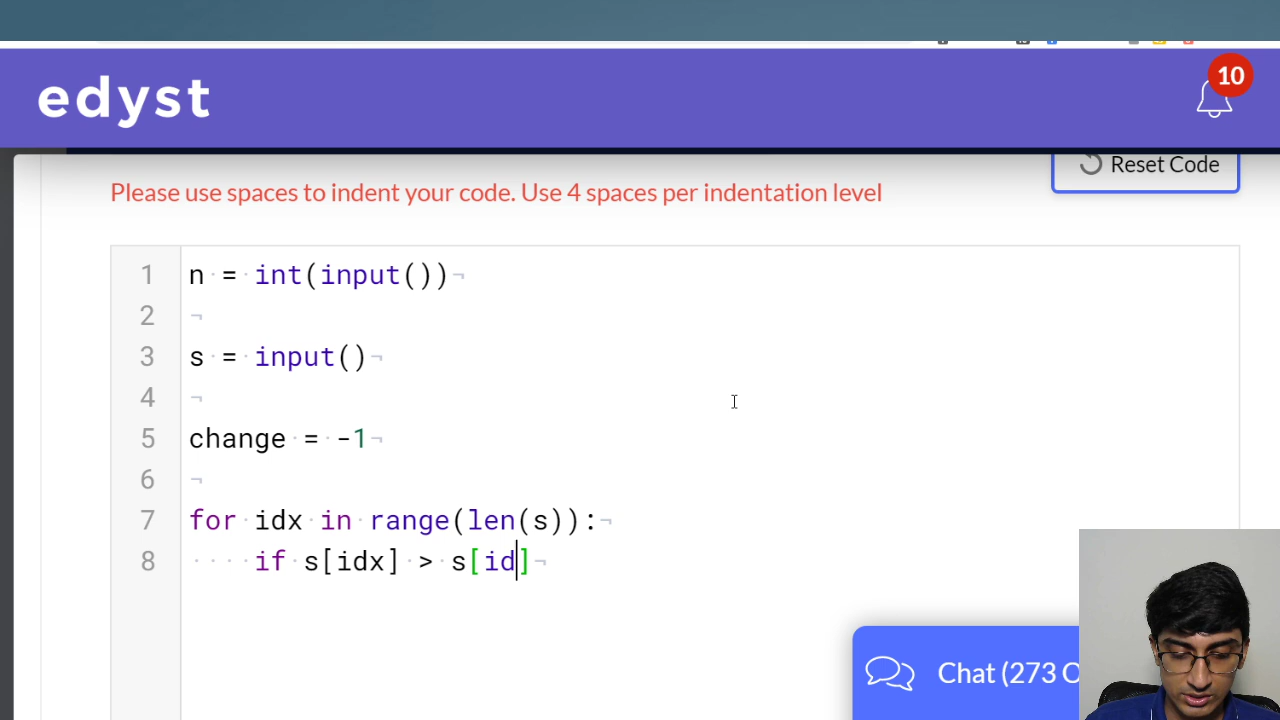 edyst
10
Reset Code
Please use spaces to indent your code. Use 4 spaces per indentation level
1 n = int(input())
2
3 s = input()
4
5 change = -1
6
7 for idx in range(len(s)):
8     if s[idx] > s[id]
Chat (273 O